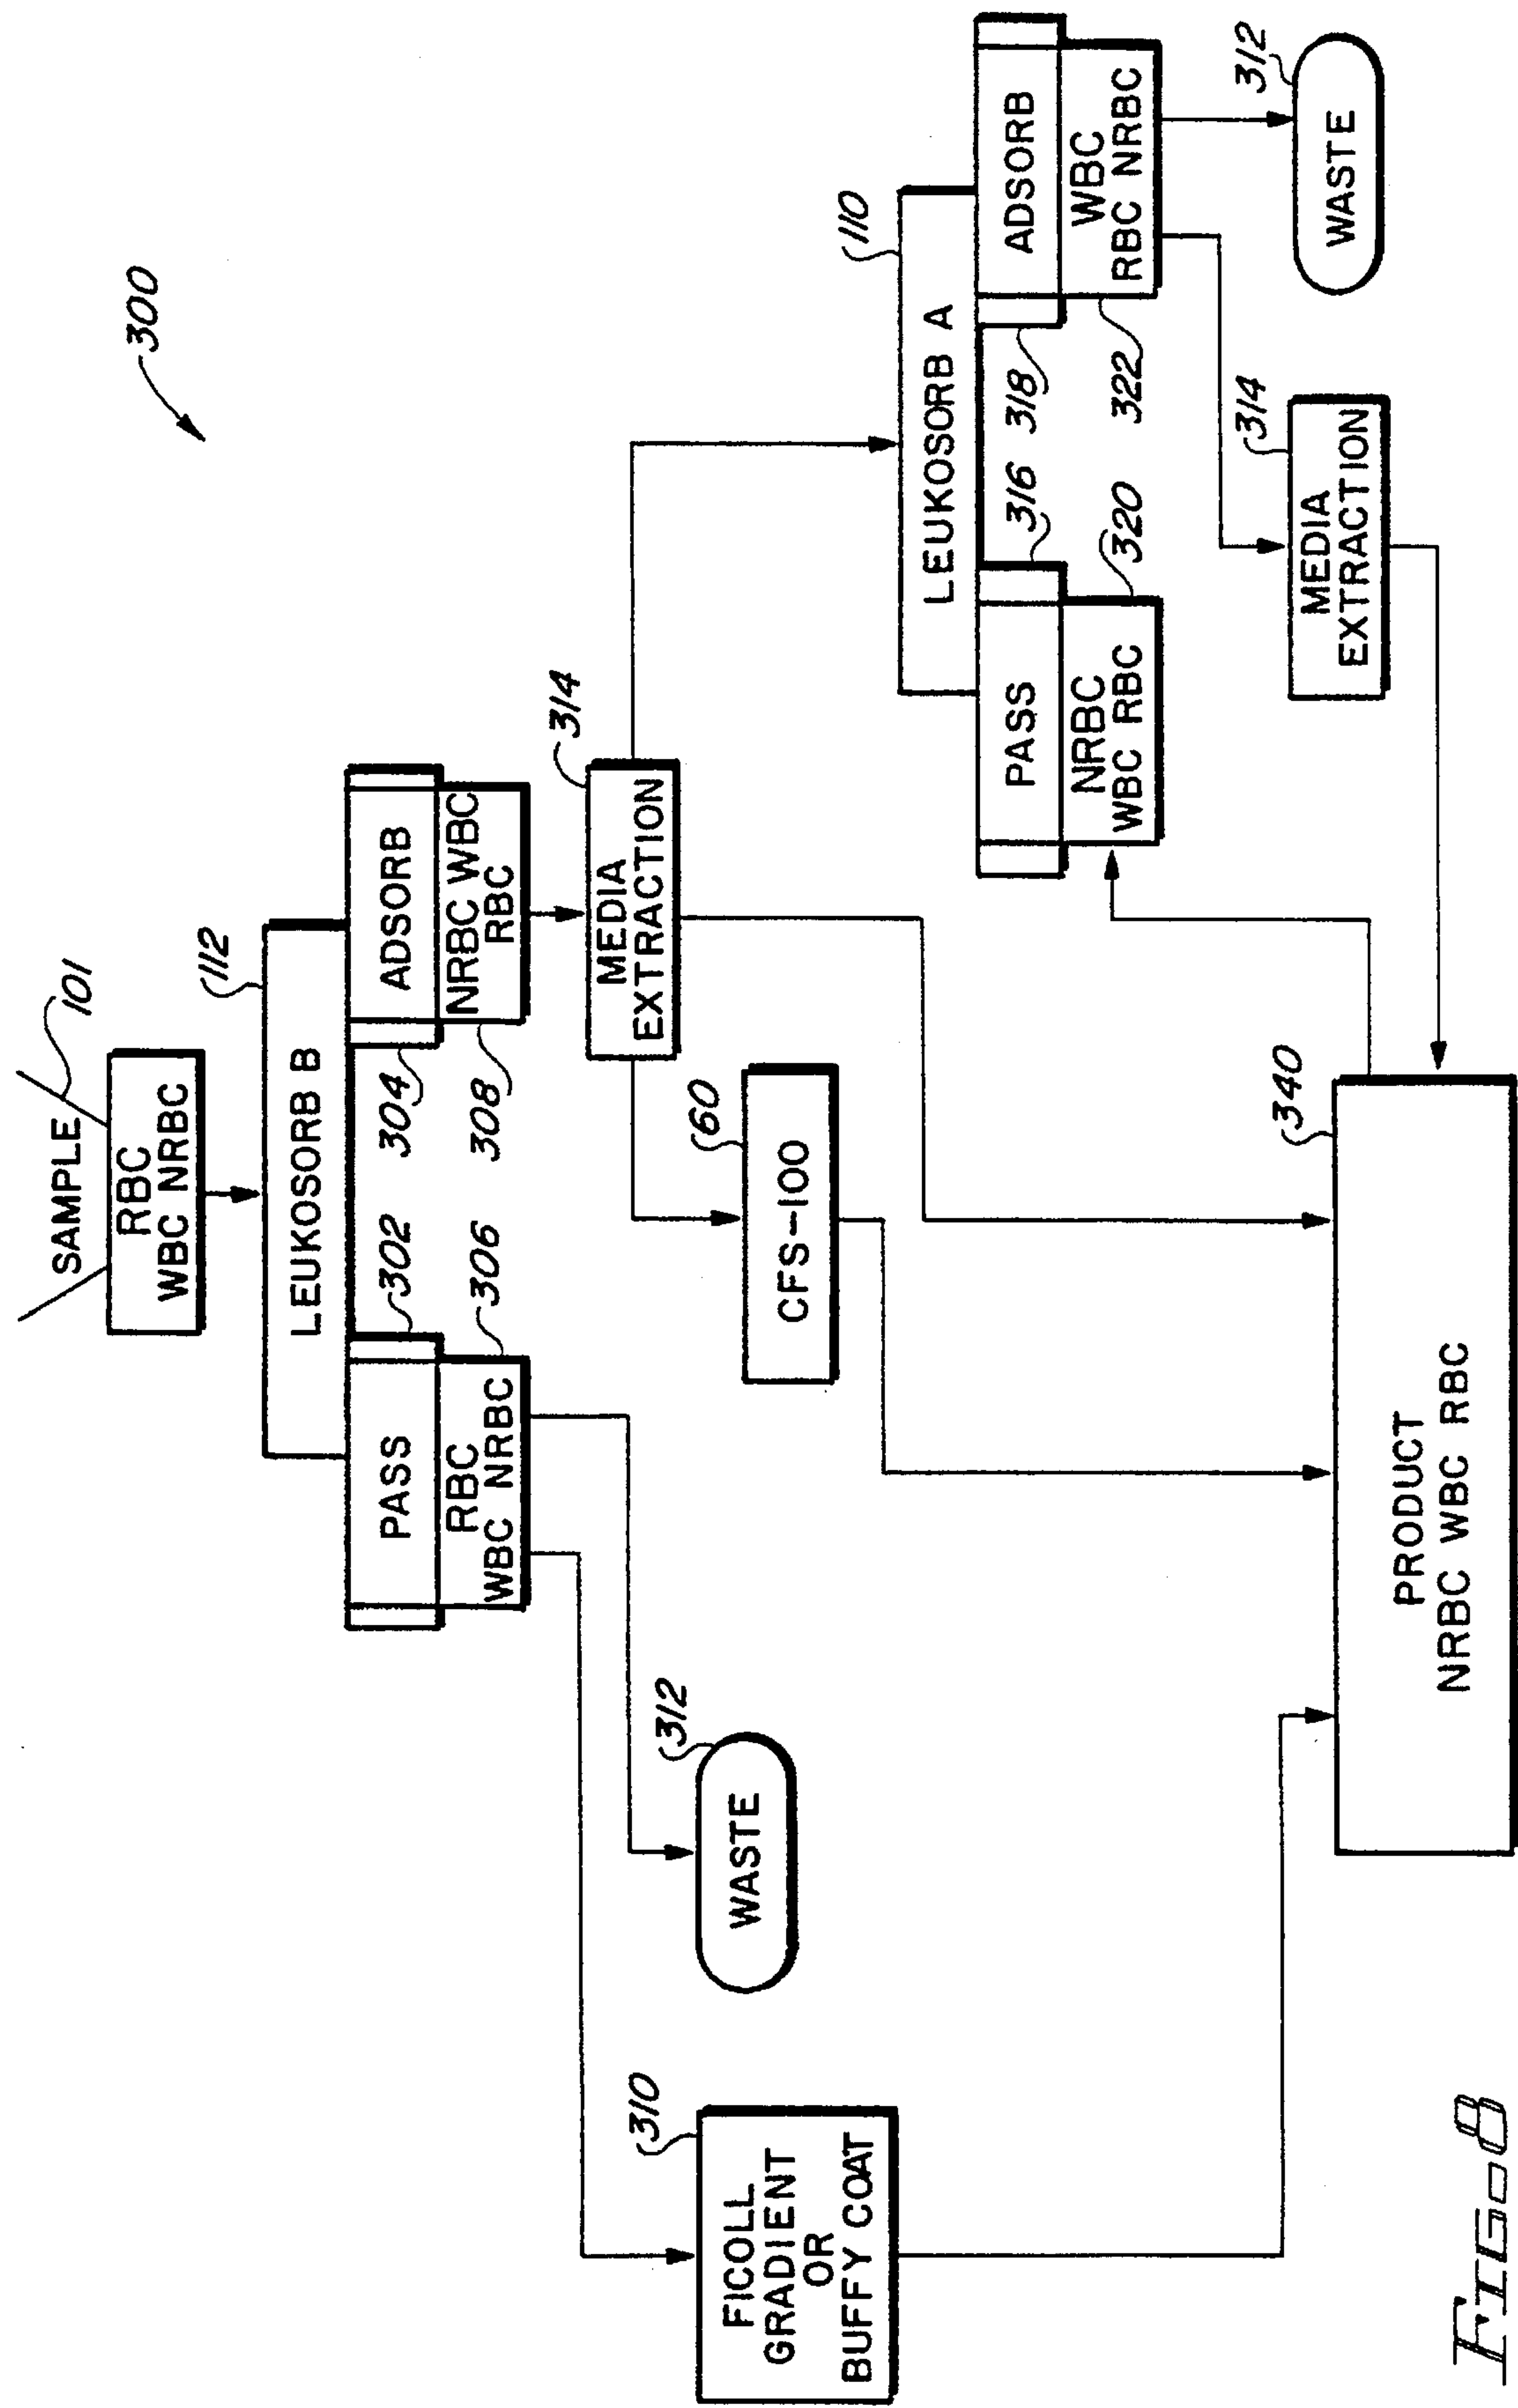 300
SAMPLE
101
RBC
WBC NRBC
112
LEUKOSORB B
PASS
302
304
ADSORB
RBC
WBC NRBC
306
308
NRBC WBC
RBC
314
MEDIA
EXTRACTION
310
FICOLL
GRADIENT
OR
BUFFY COAT
312
WASTE
60
CFS-100
110
LEUKOSORB A
PASS
316
318
ADSORB
NRBC
WBC RBC
320
322
WBC
RBC NRBC
314
MEDIA
EXTRACTION
312
WASTE
340
PRODUCT
NRBC WBC RBC
FIG-8